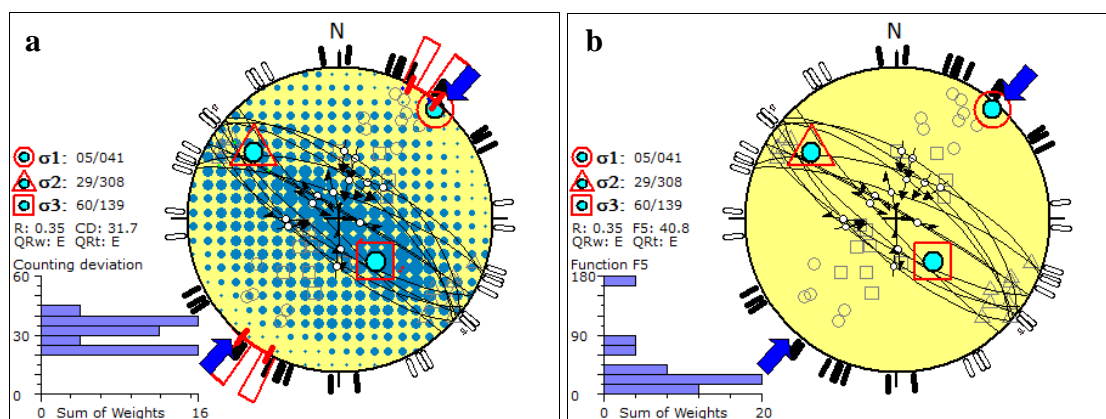 a
N
σ1: 05/041
σ2: 29/308
σ3: 60/139
R: 0.35 CD: 31.7
QRw: E QRt: E
Counting deviation
60
30
0
0 Sum of Weights 16
b
N
σ1: 05/041
σ2: 29/308
σ3: 60/139
R: 0.35 F5: 40.8
QRw: E QRt: E
Function F5
180
90
0
0 Sum of Weights 20